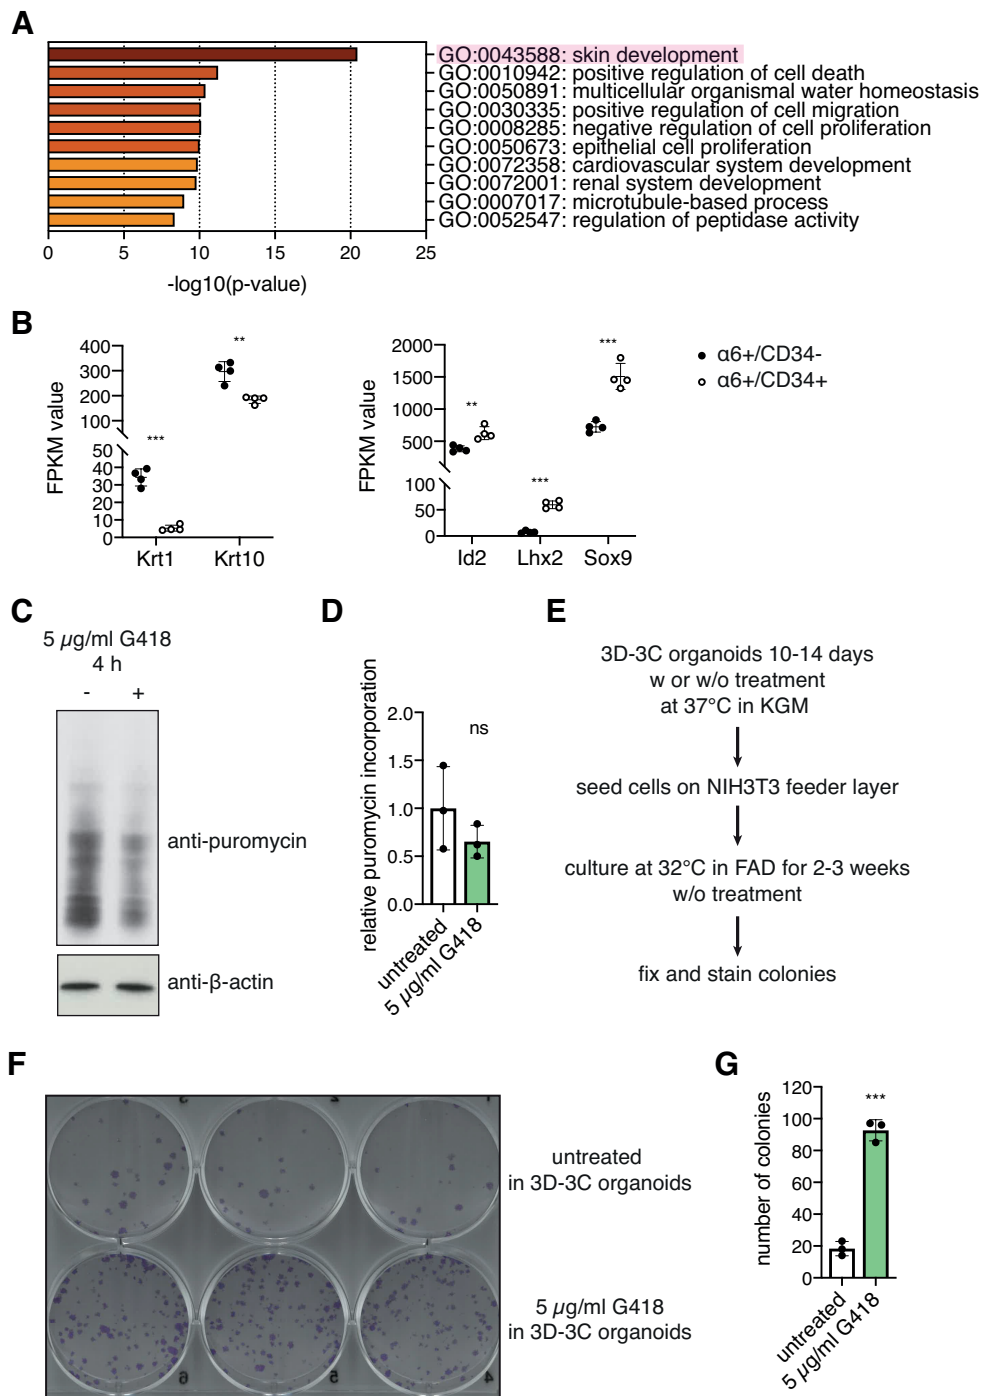 A
GO:0043588: skin development
GO:0010942: positive regulation of cell death
GO:0050891: multicellular organismal water homeostasis
GO:0030335: positive regulation of cell migration
GO:0008285: negative regulation of cell proliferation
GO:0050673: epithelial cell proliferation
GO:0072358: cardiovascular system development
GO:0072001: renal system development
GO:0007017: microtubule-based process
GO:0052547: regulation of peptidase activity
0 5 10 15 20 25
-log10(p-value)
B
FPKM value
400
300
200
100
50
40
30
20
10
0
***
**
Krt1 Krt10
FPKM value
2000
1500
1000
500
100
50
0
**
***
***
Id2 Lhx2 Sox9
α6+/CD34-
α6+/CD34+
C
5 µg/ml G418
4 h
- +
anti-puromycin
anti-β-actin
D
relative puromycin incorporation
2.0
1.5
1.0
0.5
0.0
ns
untreated
5 µg/ml G418
E
3D-3C organoids 10-14 days
w or w/o treatment
at 37°C in KGM
seed cells on NIH3T3 feeder layer
culture at 32°C in FAD for 2-3 weeks
w/o treatment
fix and stain colonies
F
untreated
in 3D-3C organoids
5 µg/ml G418
in 3D-3C organoids
G
number of colonies
120
100
80
60
40
20
0
***
untreated
5 µg/ml G418